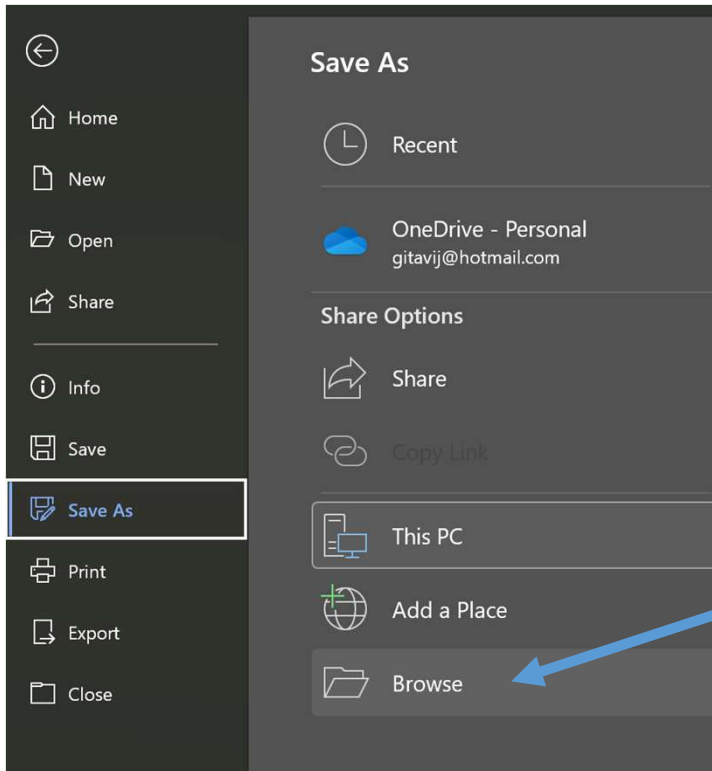 Home
New
Open
Share
Info
Save
Save As
Print
Export
Close
Save As
Recent
OneDrive - Personal
gitavij@hotmail.com
Share Options
Share
Copy Link
This PC
Add a Place
Browse